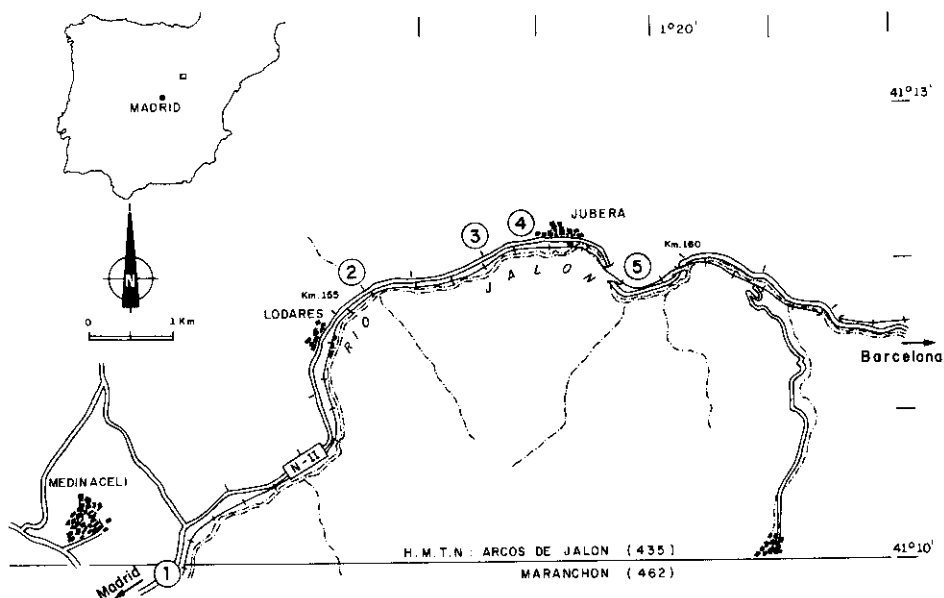 1°20'
41°13'
MADRID
N
0 1 Km
JUBERA
4
3
Km. 160
5
2
JALON
Km. 165
LODARES
RIO
Barcelona
N-II
MEDINACELI
H.M.T.N: ARCOS DE JALON (435)
41°10'
MARANCHON (462)
Madrid
1